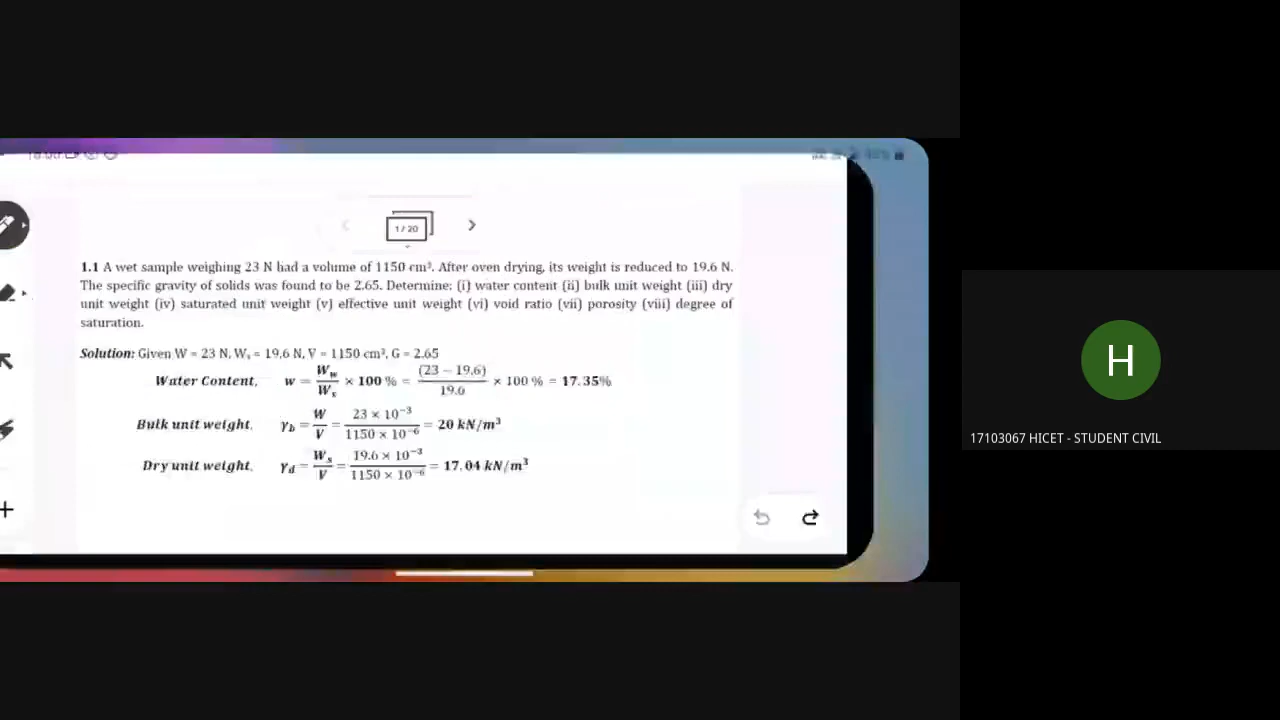 1 / 20
1.1 A wet sample weighing 23 N had a volume of 1150 cm³. After oven drying, its weight is reduced to 19.6 N.
The specific gravity of solids was found to be 2.65. Determine: (i) water content (ii) bulk unit weight (iii) dry
unit weight (iv) saturated unit weight (v) effective unit weight (vi) void ratio (vii) porosity (viii) degree of
saturation.
Solution: Given W = 23 N, Wₛ = 19.6 N, V = 1150 cm³, G = 2.65
Water Content, w = W_w / W_s × 100 % = (23 − 19.6) / 19.6 × 100 % = 17.35%
Bulk unit weight, γ_b = W / V = 23 × 10⁻³ / 1150 × 10⁻⁶ = 20 kN/m³
Dry unit weight, γ_d = W_s / V = 19.6 × 10⁻³ / 1150 × 10⁻⁶ = 17.04 kN/m³
H
17103067 HICET - STUDENT CIVIL